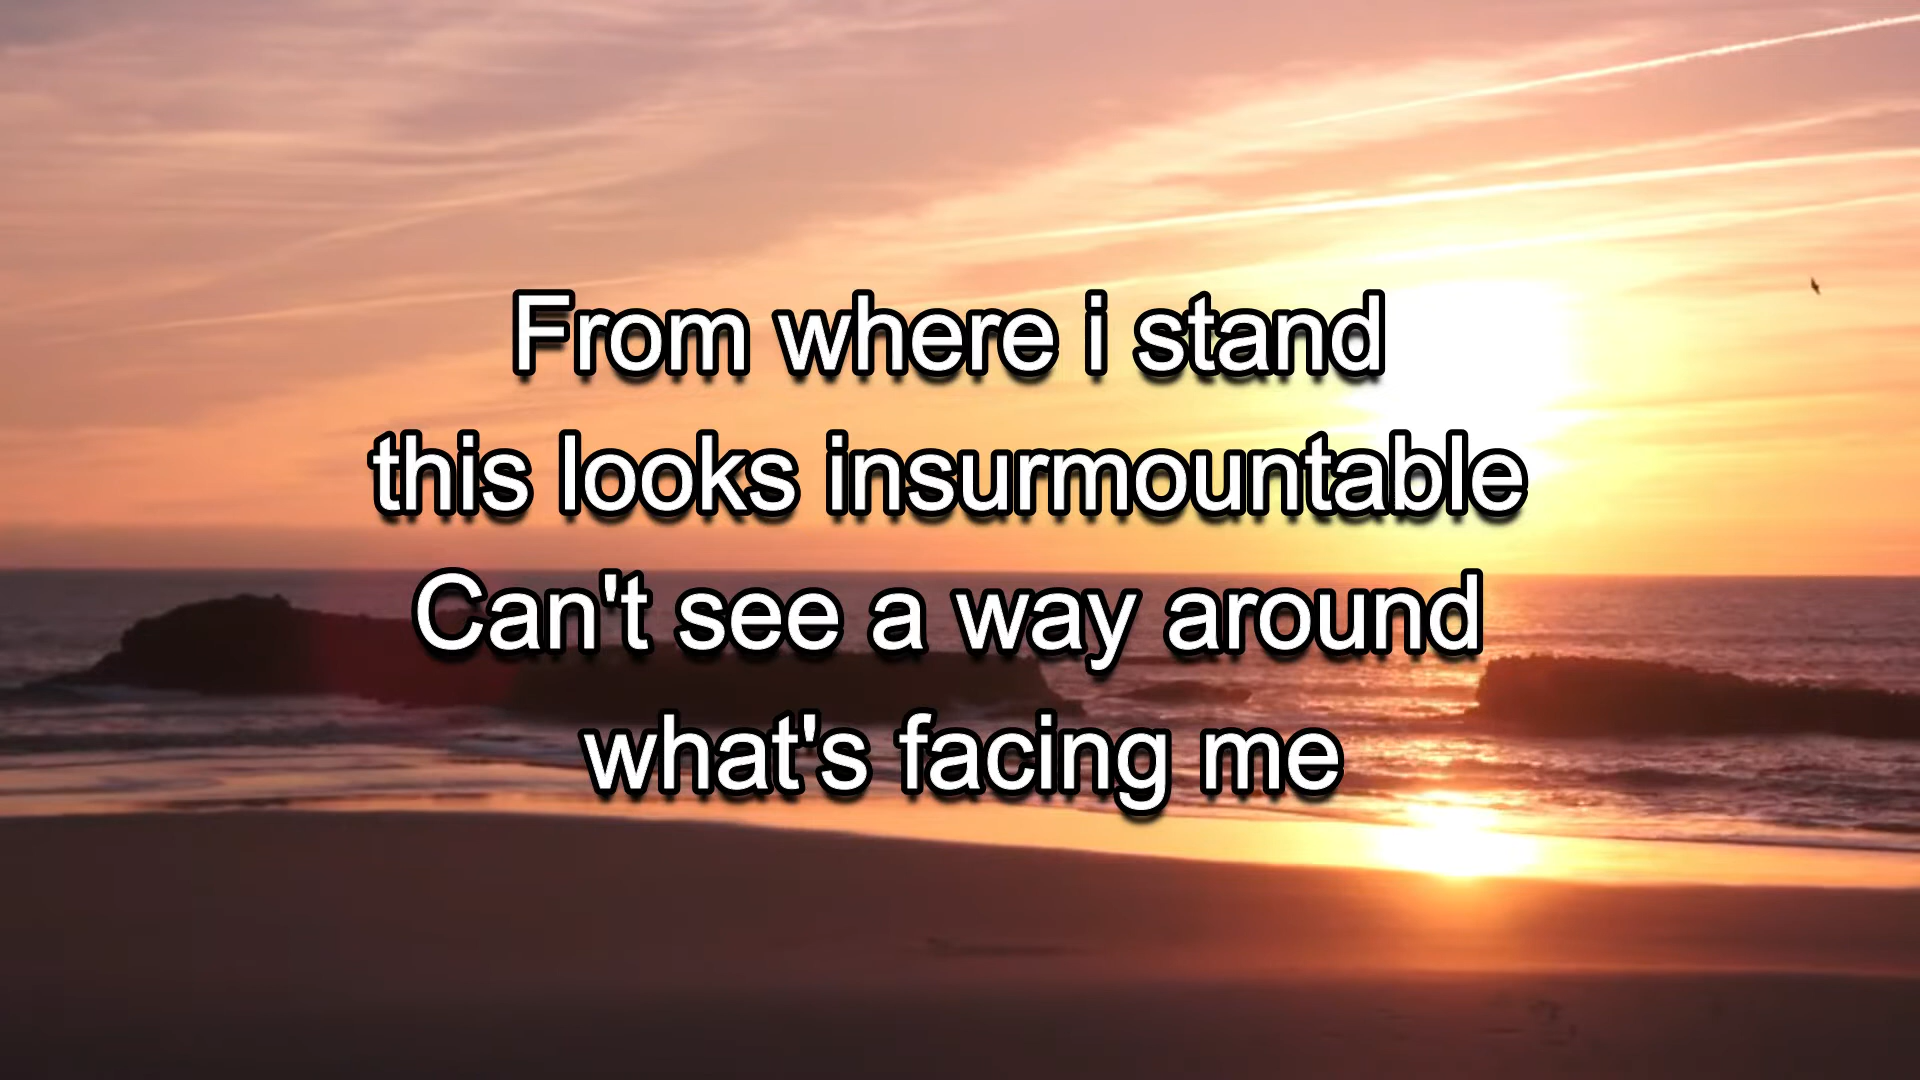 From where i stand
this looks insurmountable
Can't see a way around
what's facing me